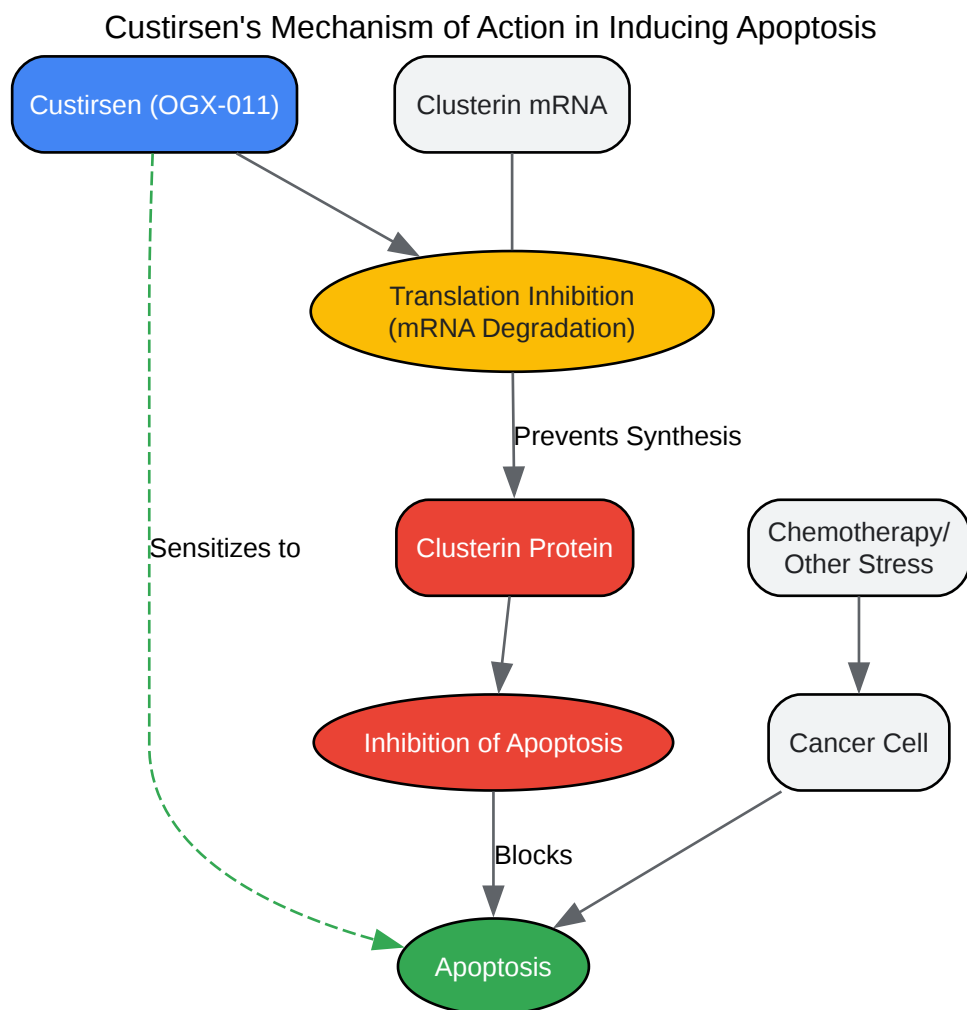 Custirsen's Mechanism of Action in Inducing Apoptosis
Custirsen (OGX-011)
Clusterin mRNA
Translation Inhibition
(mRNA Degradation)
Prevents Synthesis
Clusterin Protein
Chemotherapy/
Other Stress
Sensitizes to
Inhibition of Apoptosis
Cancer Cell
Blocks
Apoptosis